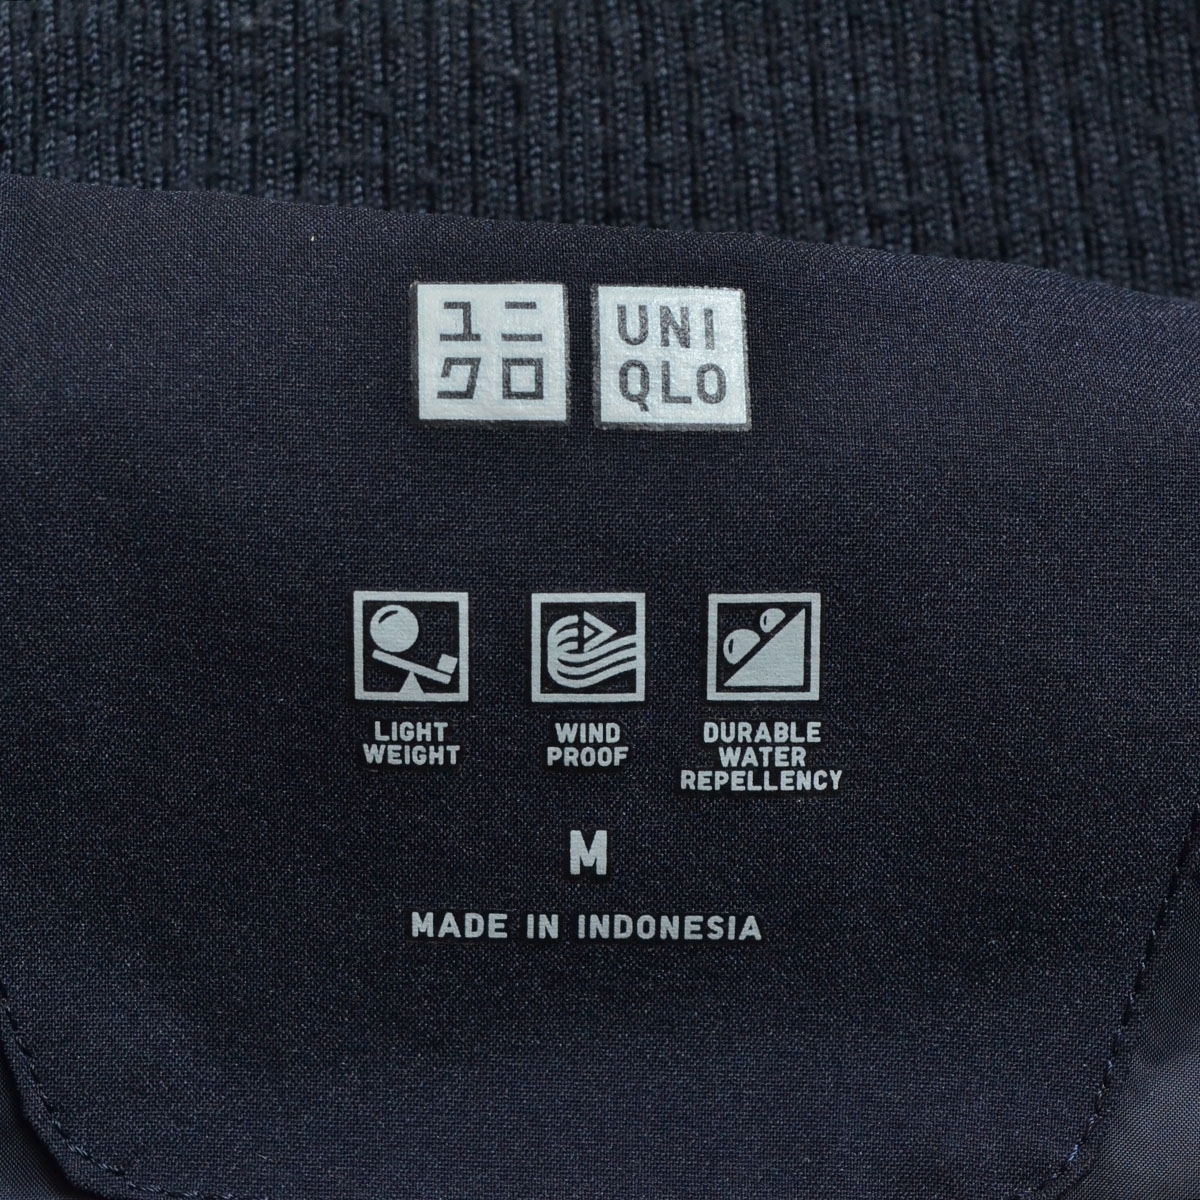 ユニ
クロ
UNI
QLO
LIGHT
WEIGHT
WIND
PROOF
DURABLE
WATER
REPELLENCY
M
MADE IN INDONESIA